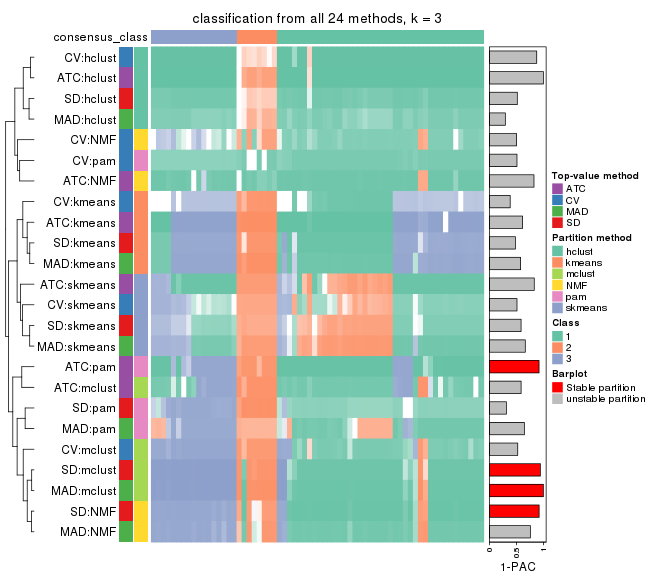 classification from all 24 methods, k = 3
consensus_class
CV:hclust
ATC:hclust
SD:hclust
MAD:hclust
CV:NMF
CV:pam
ATC:NMF
CV:kmeans
ATC:kmeans
SD:kmeans
MAD:kmeans
ATC:skmeans
CV:skmeans
SD:skmeans
MAD:skmeans
ATC:pam
ATC:mclust
SD:pam
MAD:pam
CV:mclust
SD:mclust
MAD:mclust
SD:NMF
MAD:NMF
0
0.5
1
1-PAC
Top-value method
ATC
CV
MAD
SD
Partition method
hclust
kmeans
mclust
NMF
pam
skmeans
Class
1
2
3
Barplot
Stable partition
unstable partition